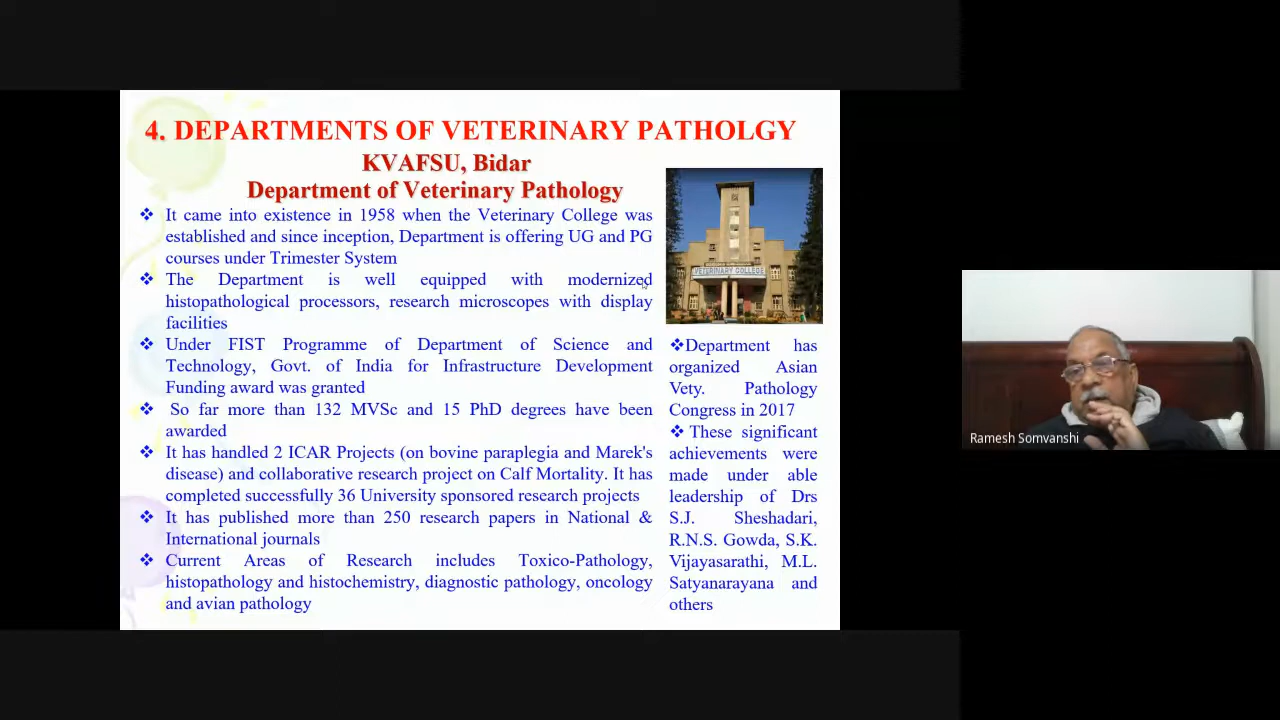 4. DEPARTMENTS OF VETERINARY PATHOLGY
KVAFSU, Bidar
Department of Veterinary Pathology
❖ It came into existence in 1958 when the Veterinary College was
established and since inception, Department is offering UG and PG
courses under Trimester System
❖ The Department is well equipped with modernized
histopathological processors, research microscopes with display
facilities
❖ Under FIST Programme of Department of Science and
Technology, Govt. of India for Infrastructure Development
Funding award was granted
❖ So far more than 132 MVSc and 15 PhD degrees have been
awarded
❖ It has handled 2 ICAR Projects (on bovine paraplegia and Marek's
disease) and collaborative research project on Calf Mortality. It has
completed successfully 36 University sponsored research projects
❖ It has published more than 250 research papers in National &
International journals
❖ Current Areas of Research includes Toxico-Pathology,
histopathology and histochemistry, diagnostic pathology, oncology
and avian pathology
VETERINARY COLLEGE
❖Department has
organized Asian
Vety. Pathology
Congress in 2017
❖ These significant
achievements were
made under able
leadership of Drs
S.J. Sheshadari,
R.N.S. Gowda, S.K.
Vijayasarathi, M.L.
Satyanarayana and
others
Ramesh Somvanshi